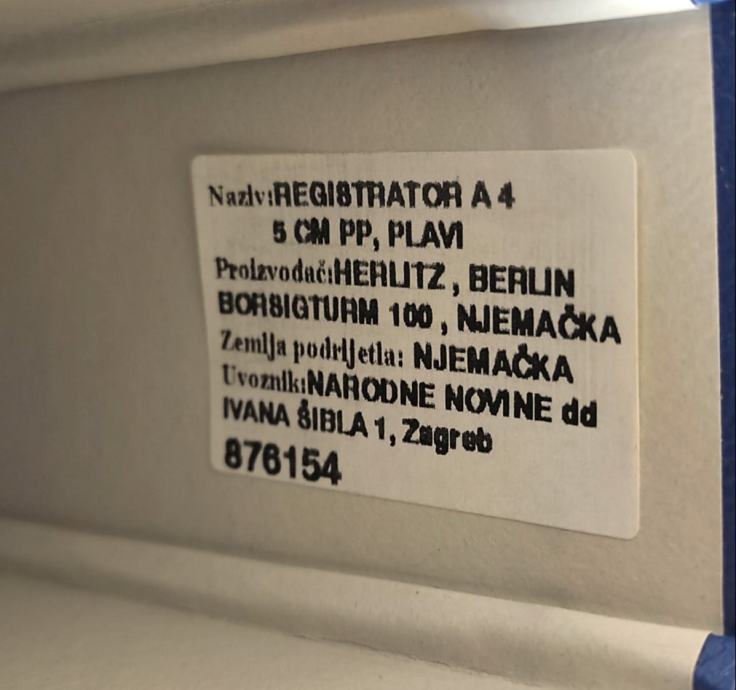 Naziv:REGISTRATOR A 4
5 CM PP, PLAVI
Proizvođač:HERLITZ , BERLIN
BORSIGTURM 100 , NJEMAČKA
Zemlja podrijetla: NJEMAČKA
Uvoznik:NARODNE NOVINE dd
IVANA ŠIBLA 1, Zagreb
876154